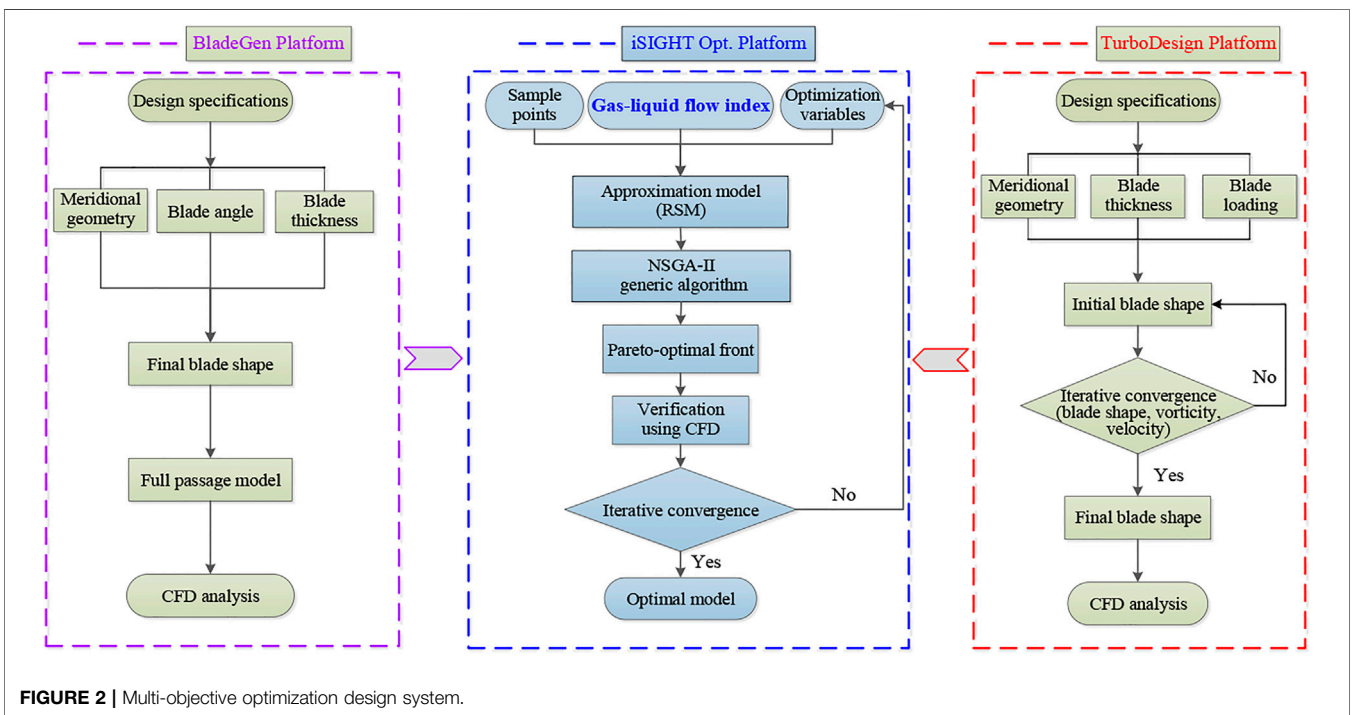 BladeGen Platform
Design specifications
Meridional
geometry
Blade angle
Blade
thickness
Final blade shape
Full passage model
CFD analysis
iSIGHT Opt. Platform
Sample
points
Gas-liquid flow index
Optimization
variables
Approximation model
(RSM)
NSGA-II
generic algorithm
Pareto-optimal front
Verification
using CFD
Iterative convergence
No
Yes
Optimal model
TurboDesign Platform
Design specifications
Meridional
geometry
Blade
thickness
Blade
loading
Initial blade shape
Iterative convergence
(blade shape, vorticity,
velocity)
No
Yes
Final blade shape
CFD analysis
FIGURE 2 | Multi-objective optimization design system.